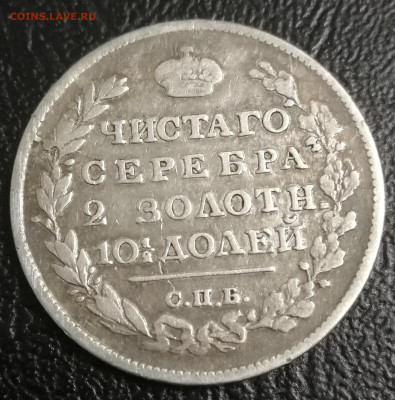 COINS.LAVE.RU
ЧИСТАГО
СЕРЕБРА
2 ЗОЛОТН.
10½ ДОЛЕЙ
С.П.Б.